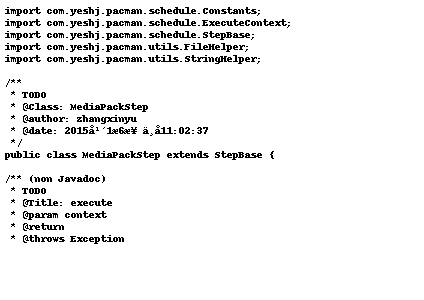 import com.yeshj.pacman.schedule.Constants;
import com.yeshj.pacman.schedule.ExecuteContext;
import com.yeshj.pacman.schedule.StepBase;
import com.yeshj.pacman.utils.FileHelper;
import com.yeshj.pacman.utils.StringHelper;

/**
 * TODO
 * @Class: MediaPackStep
 * @author: zhangxinyu
 * @date: 2015å¹´1æ6æ¥ ä¸å11:02:37
 */
public class MediaPackStep extends StepBase {

/** (non Javadoc)
 * TODO
 * @Title: execute
 * @param context
 * @return
 * @throws Exception